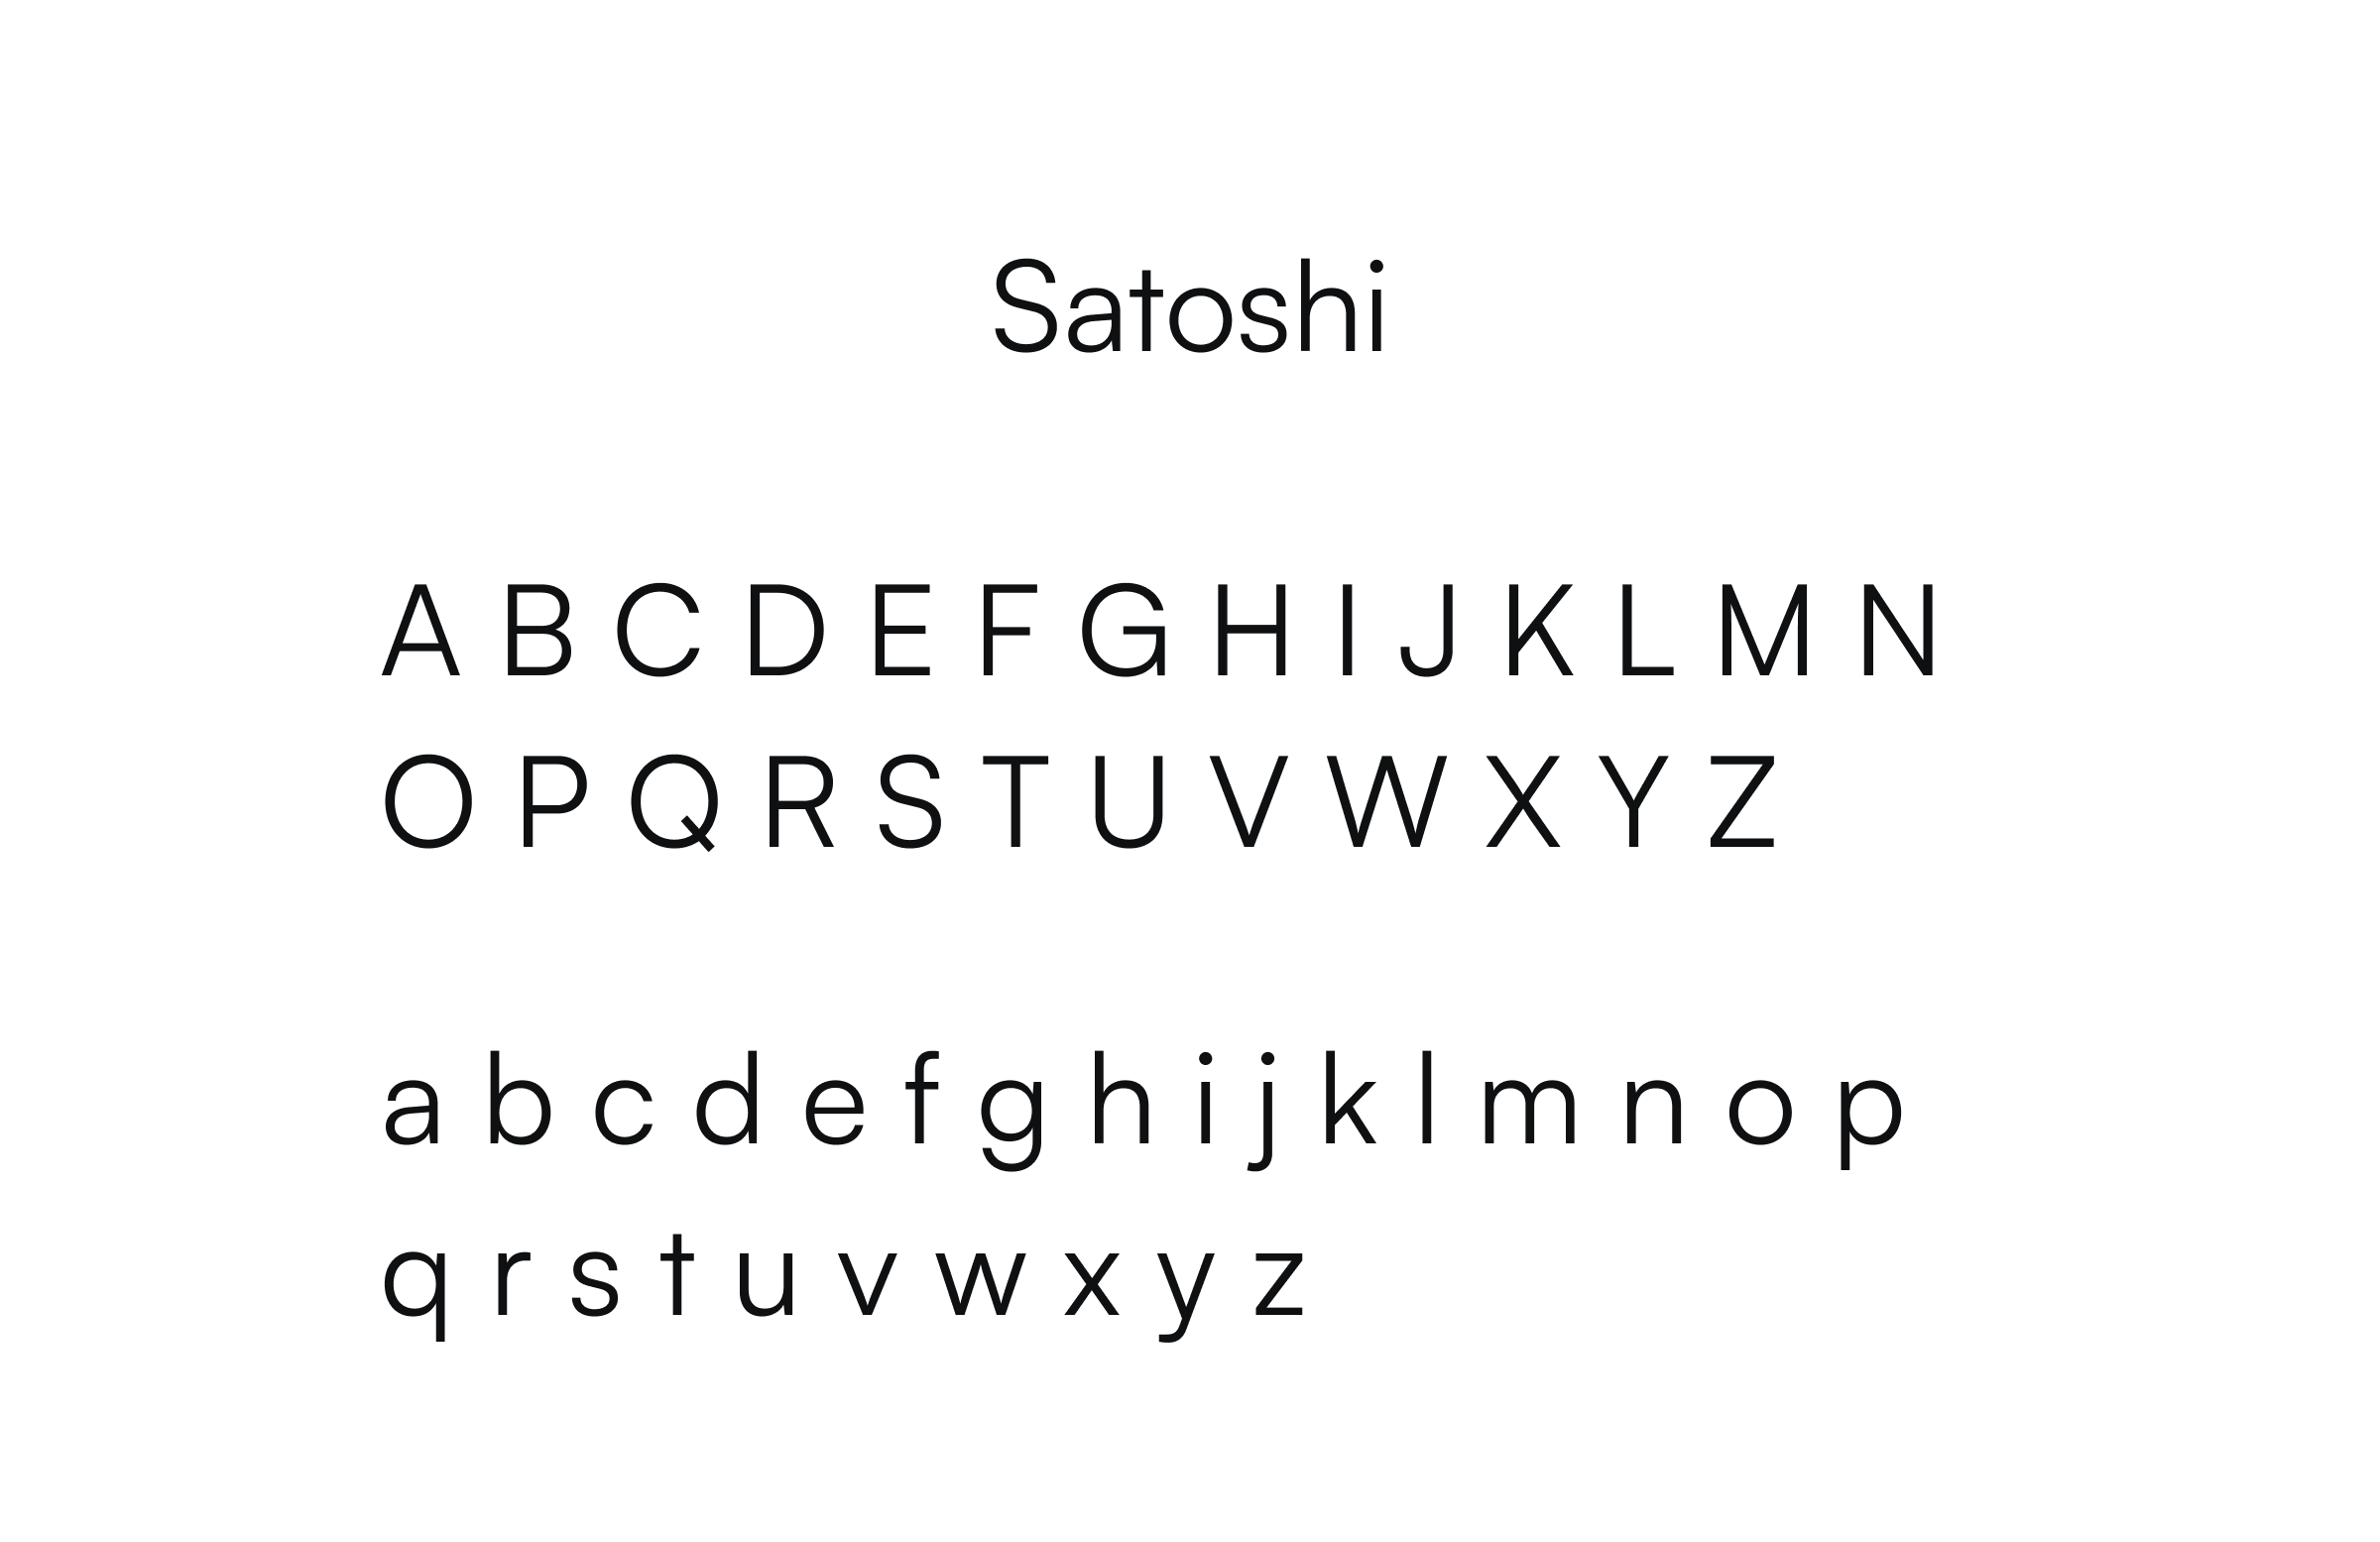 Satoshi
A B C D E F G H I J K L M N
O P Q R S T U V W X Y Z
a b c d e f g h i j k l m n o p
q r s t u v w x y z